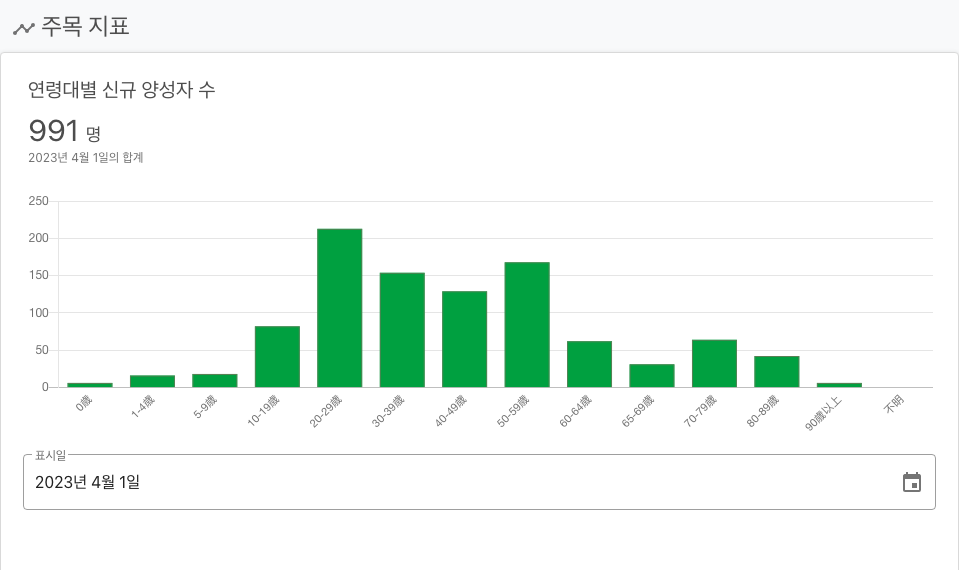 주목 지표
연령대별 신규 양성자 수
991 명
2023년 4월 1일의 합계
250
200
150
100
50
0
0歳 1-4歳 5-9歳 10-19歳 20-29歳 30-39歳 40-49歳 50-59歳 60-64歳 65-69歳 70-79歳 80-89歳 90歳以上 不明
표시일
2023년 4월 1일